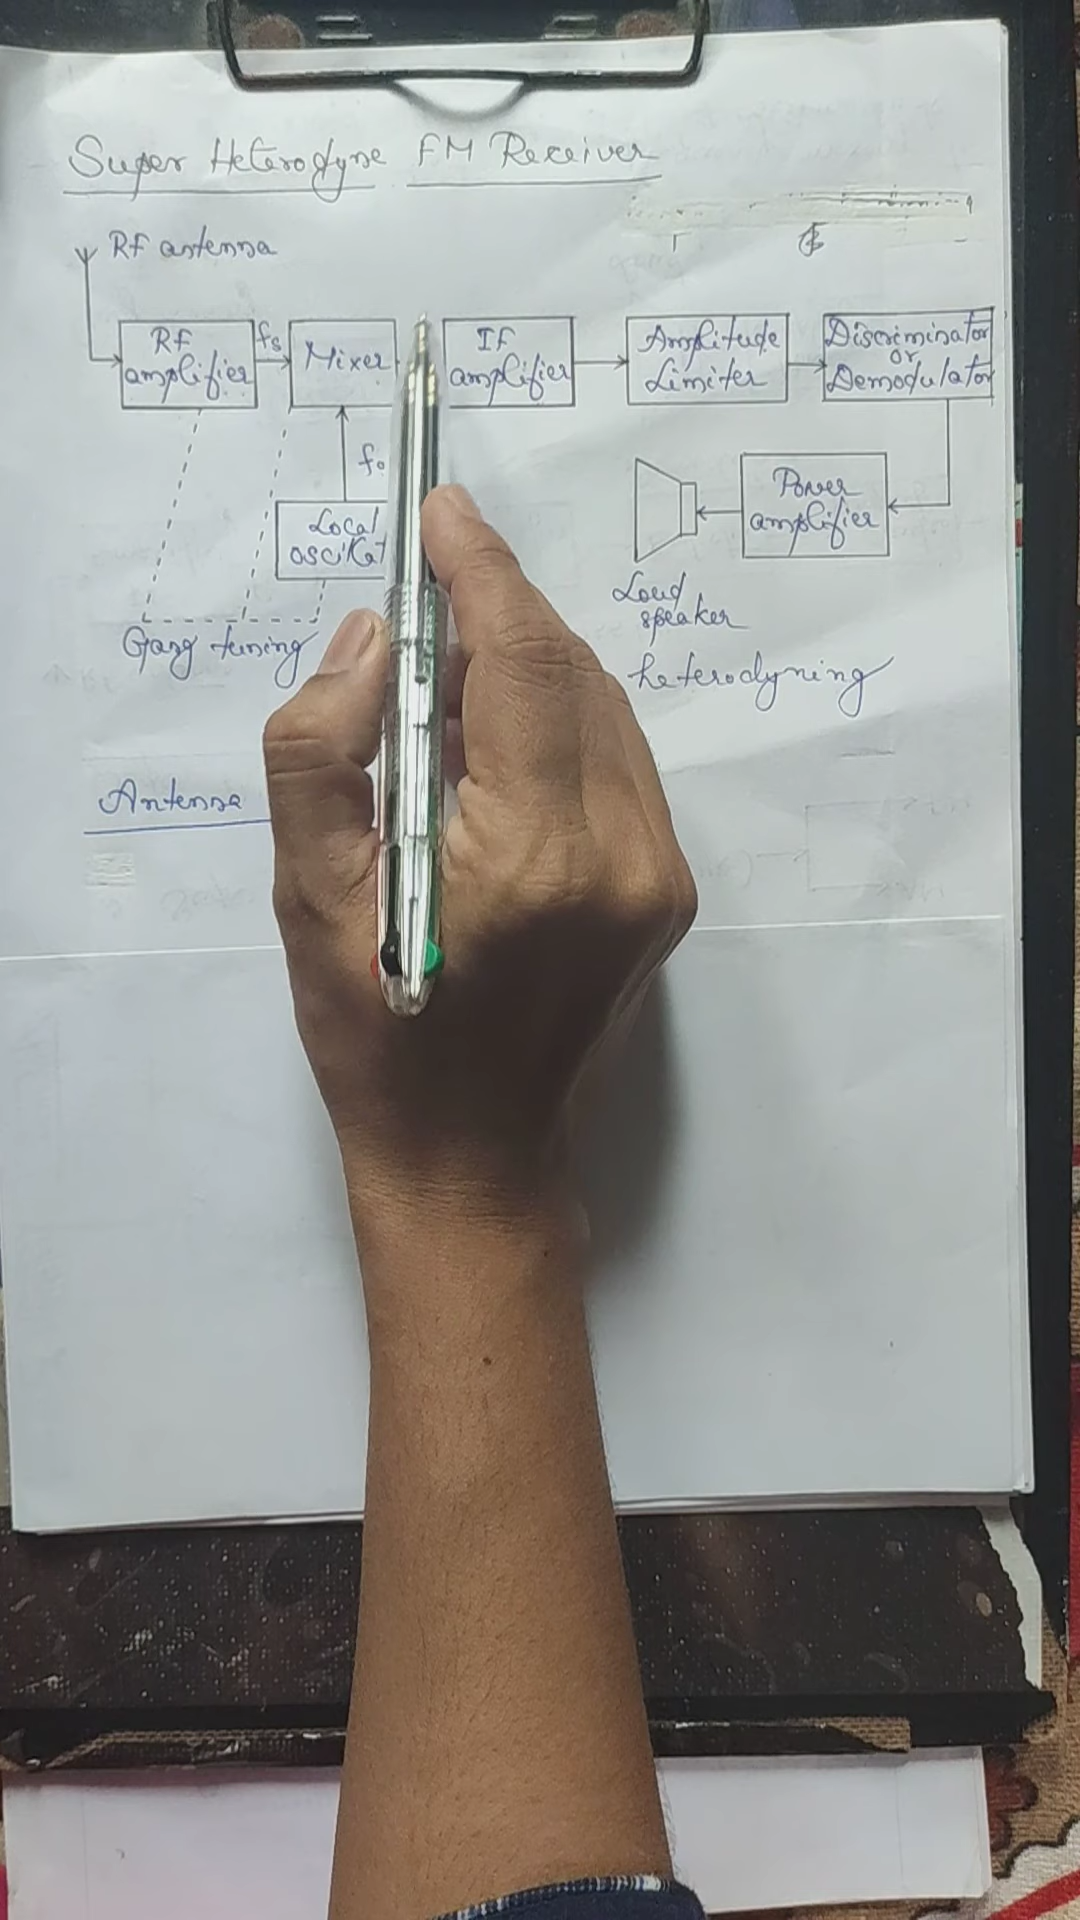 Super Heterodyne FM Receiver
Rf antenna
Rf
amplifier
fs
Mixer
If
amplifier
Amplitude
Limiter
Discriminator
or
Demodulator
fo
Local
oscillat
Power
amplifier
Loud
speaker
Gang tuning
heterodyning
Antenna